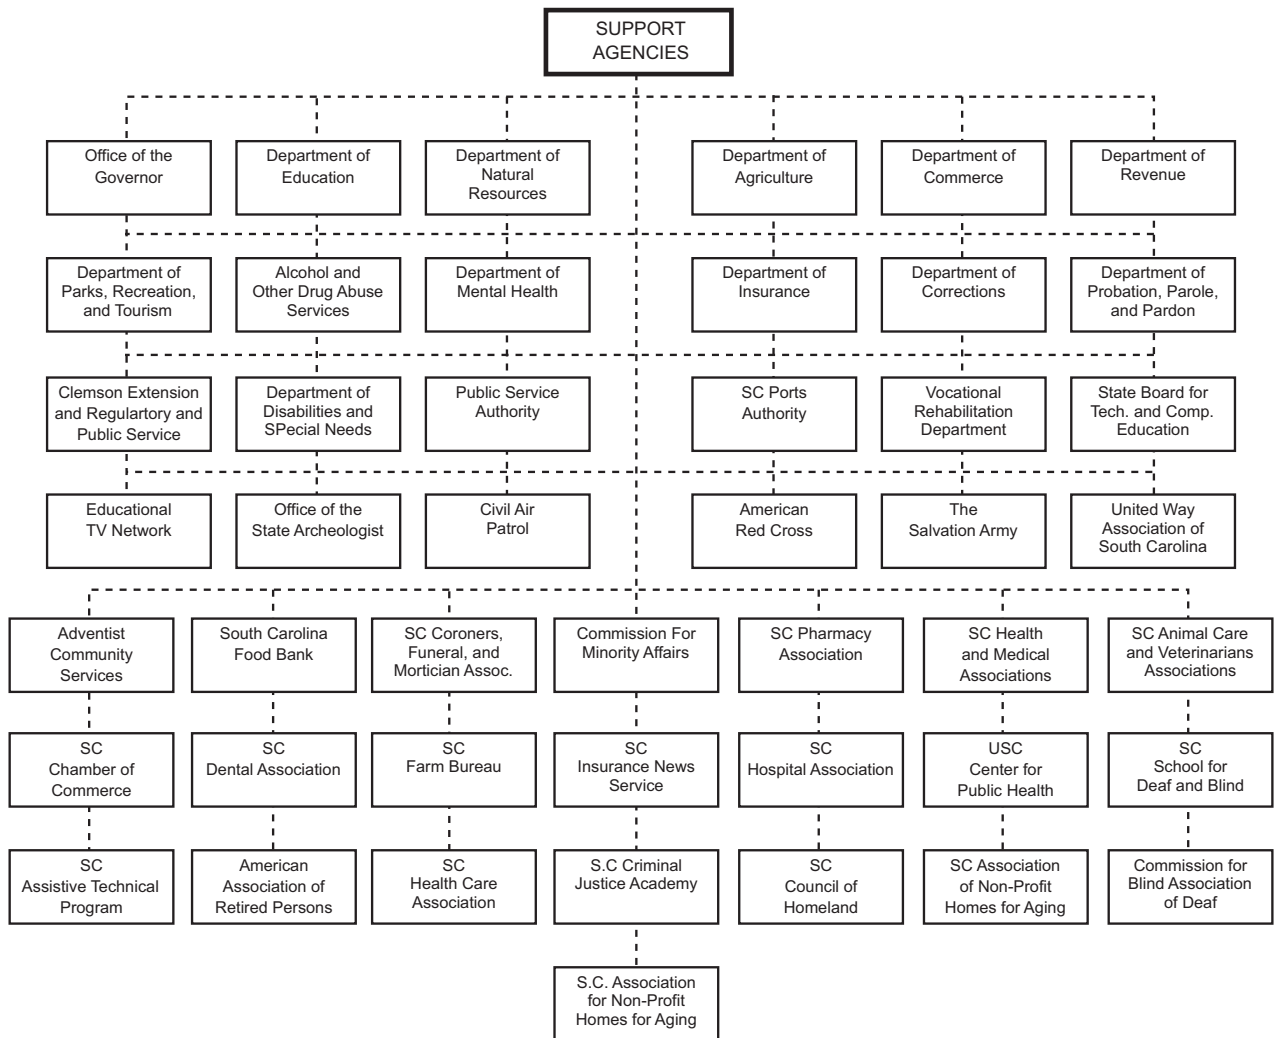 SUPPORT
AGENCIES
Office of the
Governor
Department of
Education
Department of
Natural
Resources
Department of
Agriculture
Department of
Commerce
Department of
Revenue
Department of
Parks, Recreation,
and Tourism
Alcohol and
Other Drug Abuse
Services
Department of
Mental Health
Department of
Insurance
Department of
Corrections
Department of
Probation, Parole,
and Pardon
Clemson Extension
and Regulartory and
Public Service
Department of
Disabilities and
SPecial Needs
Public Service
Authority
SC Ports
Authority
Vocational
Rehabilitation
Department
State Board for
Tech. and Comp.
Education
Educational
TV Network
Office of the
State Archeologist
Civil Air
Patrol
American
Red Cross
The
Salvation Army
United Way
Association of
South Carolina
Adventist
Community
Services
South Carolina
Food Bank
SC Coroners,
Funeral, and
Mortician Assoc.
Commission For
Minority Affairs
SC Pharmacy
Association
SC Health
and Medical
Associations
SC Animal Care
and Veterinarians
Associations
SC
Chamber of
Commerce
SC
Dental Association
SC
Farm Bureau
SC
Insurance News
Service
SC
Hospital Association
USC
Center for
Public Health
SC
School for
Deaf and Blind
SC
Assistive Technical
Program
American
Association of
Retired Persons
SC
Health Care
Association
S.C Criminal
Justice Academy
SC
Council of
Homeland
SC Association
of Non-Profit
Homes for Aging
Commission for
Blind Association
of Deaf
S.C. Association
for Non-Profit
Homes for Aging